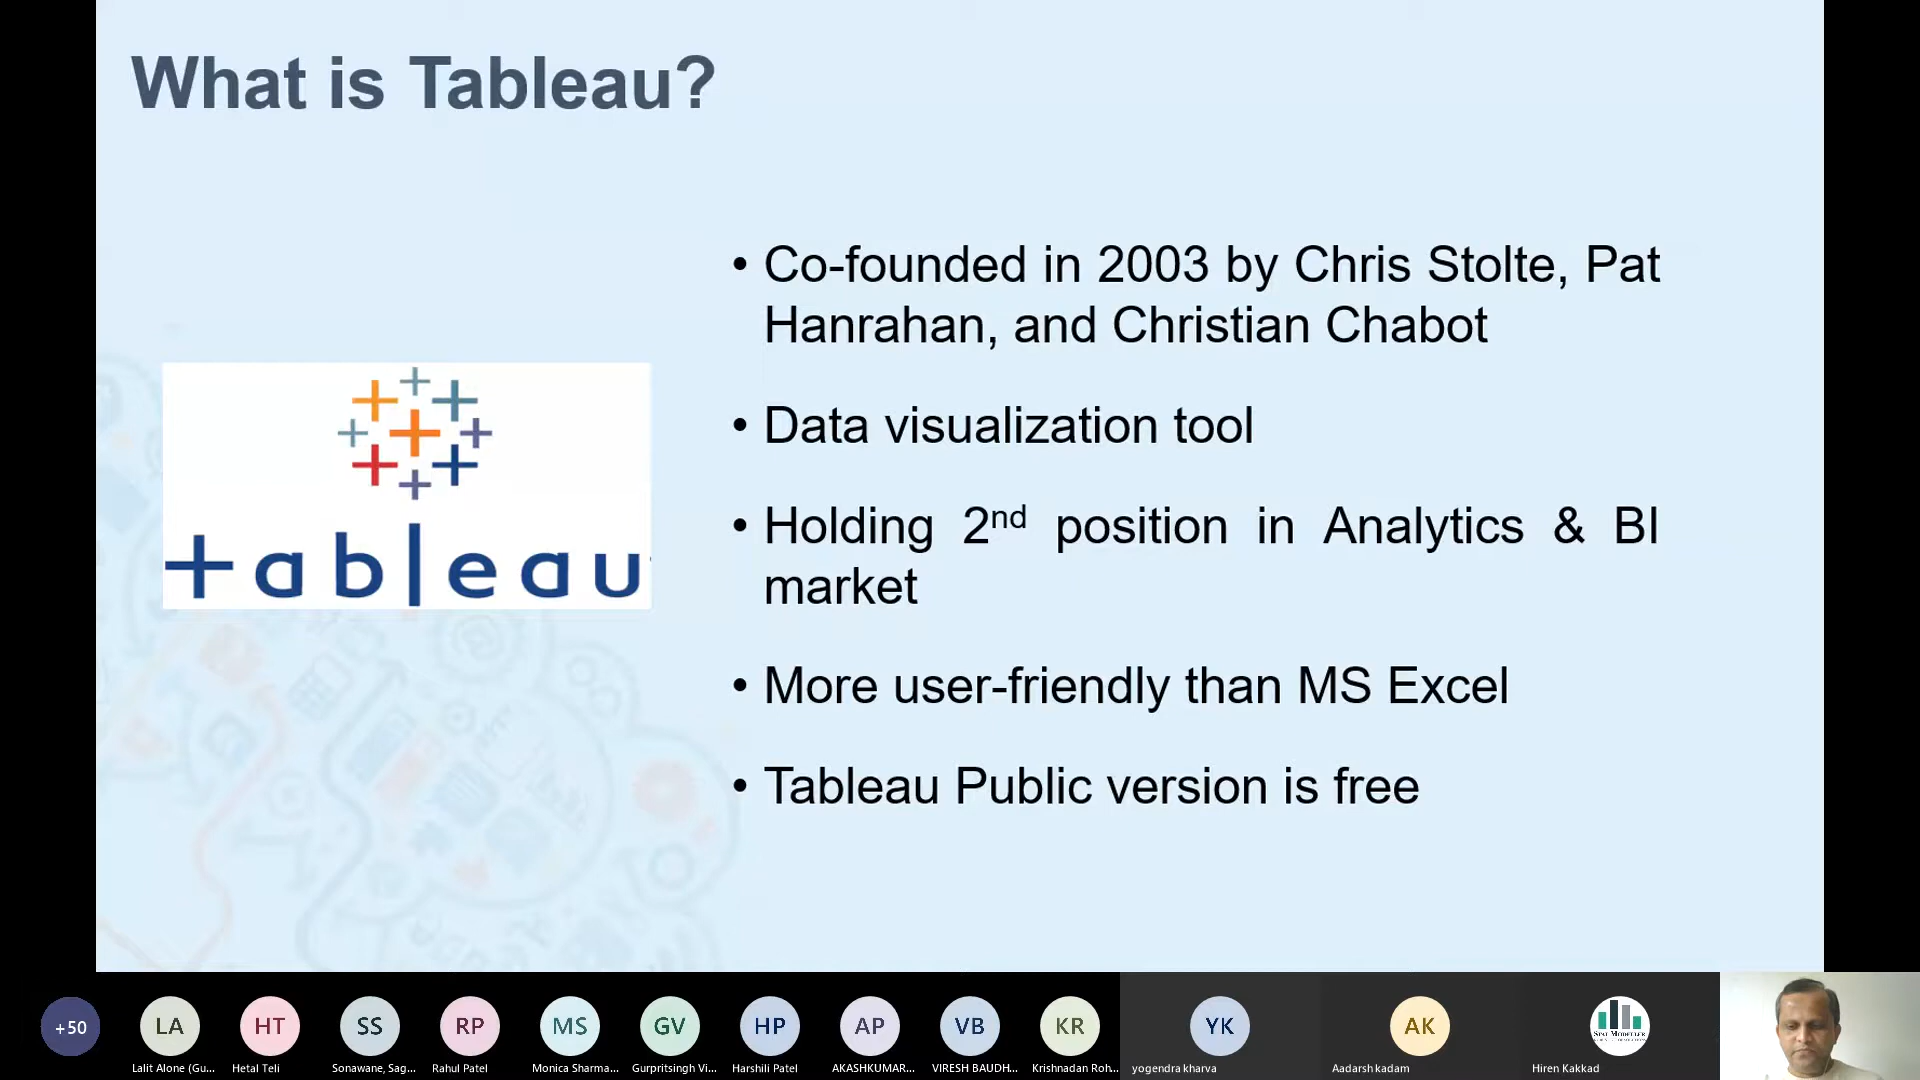 What is Tableau?
• Co-founded in 2003 by Chris Stolte, Pat
Hanrahan, and Christian Chabot
• Data visualization tool
• Holding 2nd position in Analytics & BI
market
• More user-friendly than MS Excel
• Tableau Public version is free
+ableau
+50
LA
HT
SS
RP
MS
GV
HP
AP
VB
KR
YK
AK
Lalit Alone (Gu...
Hetal Teli
Sonawane, Sag...
Rahul Patel
Monica Sharma...
Gurpritsingh Vi...
Harshili Patel
AKASHKUMAR...
VIRESH BAUDH...
Krishnadan Roh...
yogendra kharva
Aadarsh kadam
Hiren Kakkad